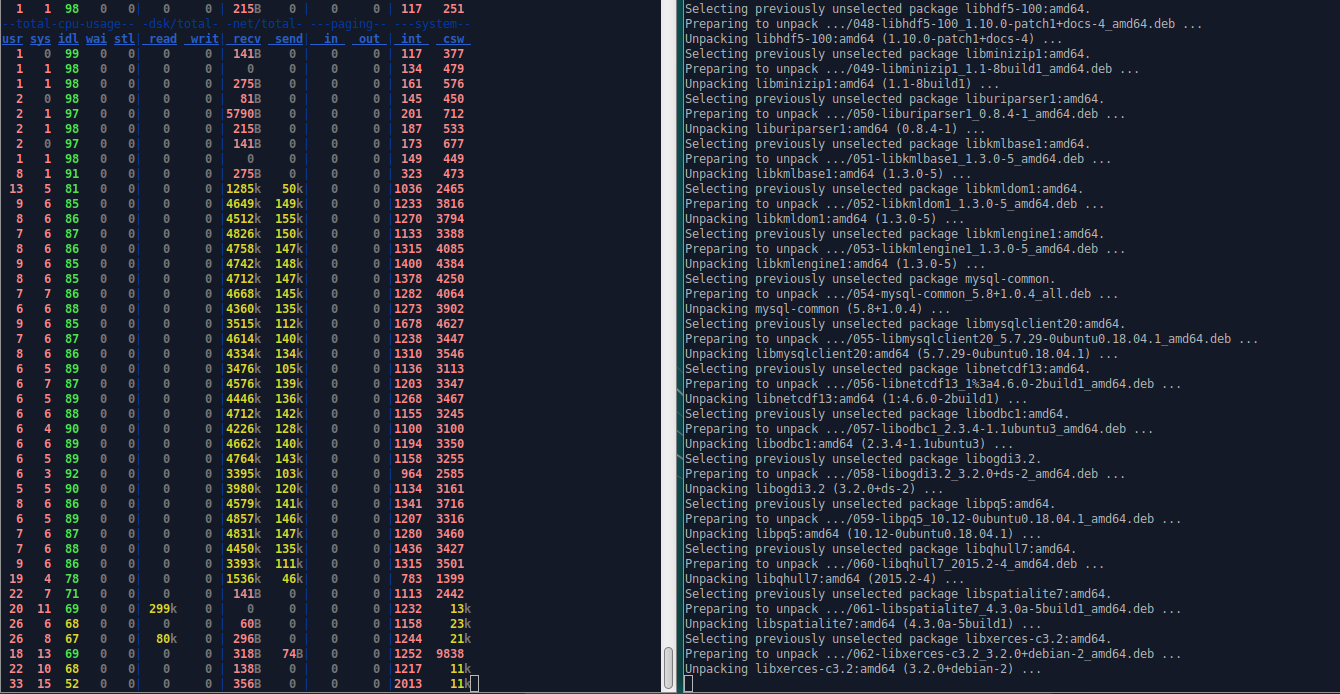 1 1 98 0 0| 0 0 | 215B 0 | 0 0 | 117 251
--total-cpu-usage-- -dsk/total- -net/total- ---paging-- ---system--
usr sys idl wai stl| read writ| recv send| in out | int csw
1 0 99 0 0| 0 0 | 141B 0 | 0 0 | 117 377
1 1 98 0 0| 0 0 | 0 0 | 0 0 | 134 479
1 1 98 0 0| 0 0 | 275B 0 | 0 0 | 161 576
2 0 98 0 0| 0 0 | 81B 0 | 0 0 | 145 450
2 1 97 0 0| 0 0 |5790B 0 | 0 0 | 201 712
2 1 98 0 0| 0 0 | 215B 0 | 0 0 | 187 533
2 0 97 0 0| 0 0 | 141B 0 | 0 0 | 173 677
1 1 98 0 0| 0 0 | 0 0 | 0 0 | 149 449
8 1 91 0 0| 0 0 | 275B 0 | 0 0 | 323 473
13 5 81 0 0| 0 0 |1285k 50k| 0 0 |1036 2465
9 6 85 0 0| 0 0 |4649k 149k| 0 0 |1233 3816
8 6 86 0 0| 0 0 |4512k 155k| 0 0 |1270 3794
7 6 87 0 0| 0 0 |4826k 150k| 0 0 |1133 3388
8 6 86 0 0| 0 0 |4758k 147k| 0 0 |1315 4085
9 6 85 0 0| 0 0 |4742k 148k| 0 0 |1400 4384
8 6 85 0 0| 0 0 |4712k 147k| 0 0 |1378 4250
7 7 86 0 0| 0 0 |4668k 145k| 0 0 |1282 4064
6 6 88 0 0| 0 0 |4360k 135k| 0 0 |1273 3902
9 6 85 0 0| 0 0 |3515k 112k| 0 0 |1678 4627
7 6 87 0 0| 0 0 |4614k 140k| 0 0 |1238 3447
8 6 86 0 0| 0 0 |4334k 134k| 0 0 |1310 3546
6 5 89 0 0| 0 0 |3476k 105k| 0 0 |1136 3113
6 7 87 0 0| 0 0 |4576k 139k| 0 0 |1203 3347
6 5 89 0 0| 0 0 |4446k 136k| 0 0 |1268 3467
6 6 88 0 0| 0 0 |4712k 142k| 0 0 |1155 3245
6 4 90 0 0| 0 0 |4226k 128k| 0 0 |1100 3100
6 6 89 0 0| 0 0 |4662k 140k| 0 0 |1194 3350
6 5 89 0 0| 0 0 |4764k 143k| 0 0 |1158 3255
6 3 92 0 0| 0 0 |3395k 103k| 0 0 | 964 2585
5 5 90 0 0| 0 0 |3980k 120k| 0 0 |1134 3161
8 6 86 0 0| 0 0 |4579k 141k| 0 0 |1341 3716
6 5 89 0 0| 0 0 |4857k 146k| 0 0 |1207 3316
7 6 87 0 0| 0 0 |4831k 147k| 0 0 |1280 3460
7 6 88 0 0| 0 0 |4450k 135k| 0 0 |1436 3427
9 6 86 0 0| 0 0 |3393k 111k| 0 0 |1315 3501
19 4 78 0 0| 0 0 |1536k 46k| 0 0 | 783 1399
22 7 71 0 0| 0 0 | 141B 0 | 0 0 |1113 2442
20 11 69 0 0| 299k 0 | 0 0 | 0 0 |1232 13k
26 6 68 0 0| 0 0 | 60B 0 | 0 0 |1158 23k
26 8 67 0 0| 80k 0 | 296B 0 | 0 0 |1244 21k
18 13 69 0 0| 0 0 | 318B 74B| 0 0 |1252 9838
22 10 68 0 0| 0 0 | 138B 0 | 0 0 |1217 11k
33 15 52 0 0| 0 0 | 356B 0 | 0 0 |2013 11k
Selecting previously unselected package libhdf5-100:amd64.
Preparing to unpack .../048-libhdf5-100_1.10.0-patch1+docs-4_amd64.deb ...
Unpacking libhdf5-100:amd64 (1.10.0-patch1+docs-4) ...
Selecting previously unselected package libminizip1:amd64.
Preparing to unpack .../049-libminizip1_1.1-8build1_amd64.deb ...
Unpacking libminizip1:amd64 (1.1-8build1) ...
Selecting previously unselected package liburiparser1:amd64.
Preparing to unpack .../050-liburiparser1_0.8.4-1_amd64.deb ...
Unpacking liburiparser1:amd64 (0.8.4-1) ...
Selecting previously unselected package libkmlbase1:amd64.
Preparing to unpack .../051-libkmlbase1_1.3.0-5_amd64.deb ...
Unpacking libkmlbase1:amd64 (1.3.0-5) ...
Selecting previously unselected package libkmldom1:amd64.
Preparing to unpack .../052-libkmldom1_1.3.0-5_amd64.deb ...
Unpacking libkmldom1:amd64 (1.3.0-5) ...
Selecting previously unselected package libkmlengine1:amd64.
Preparing to unpack .../053-libkmlengine1_1.3.0-5_amd64.deb ...
Unpacking libkmlengine1:amd64 (1.3.0-5) ...
Selecting previously unselected package mysql-common.
Preparing to unpack .../054-mysql-common_5.8+1.0.4_all.deb ...
Unpacking mysql-common (5.8+1.0.4) ...
Selecting previously unselected package libmysqlclient20:amd64.
Preparing to unpack .../055-libmysqlclient20_5.7.29-0ubuntu0.18.04.1_amd64.deb ...
Unpacking libmysqlclient20:amd64 (5.7.29-0ubuntu0.18.04.1) ...
Selecting previously unselected package libnetcdf13:amd64.
Preparing to unpack .../056-libnetcdf13_1%3a4.6.0-2build1_amd64.deb ...
Unpacking libnetcdf13:amd64 (1:4.6.0-2build1) ...
Selecting previously unselected package libodbc1:amd64.
Preparing to unpack .../057-libodbc1_2.3.4-1.1ubuntu3_amd64.deb ...
Unpacking libodbc1:amd64 (2.3.4-1.1ubuntu3) ...
Selecting previously unselected package libogdi3.2.
Preparing to unpack .../058-libogdi3.2_3.2.0+ds-2_amd64.deb ...
Unpacking libogdi3.2 (3.2.0+ds-2) ...
Selecting previously unselected package libpq5:amd64.
Preparing to unpack .../059-libpq5_10.12-0ubuntu0.18.04.1_amd64.deb ...
Unpacking libpq5:amd64 (10.12-0ubuntu0.18.04.1) ...
Selecting previously unselected package libqhull7:amd64.
Preparing to unpack .../060-libqhull7_2015.2-4_amd64.deb ...
Unpacking libqhull7:amd64 (2015.2-4) ...
Selecting previously unselected package libspatialite7:amd64.
Preparing to unpack .../061-libspatialite7_4.3.0a-5build1_amd64.deb ...
Unpacking libspatialite7:amd64 (4.3.0a-5build1) ...
Selecting previously unselected package libxerces-c3.2:amd64.
Preparing to unpack .../062-libxerces-c3.2_3.2.0+debian-2_amd64.deb ...
Unpacking libxerces-c3.2:amd64 (3.2.0+debian-2) ...